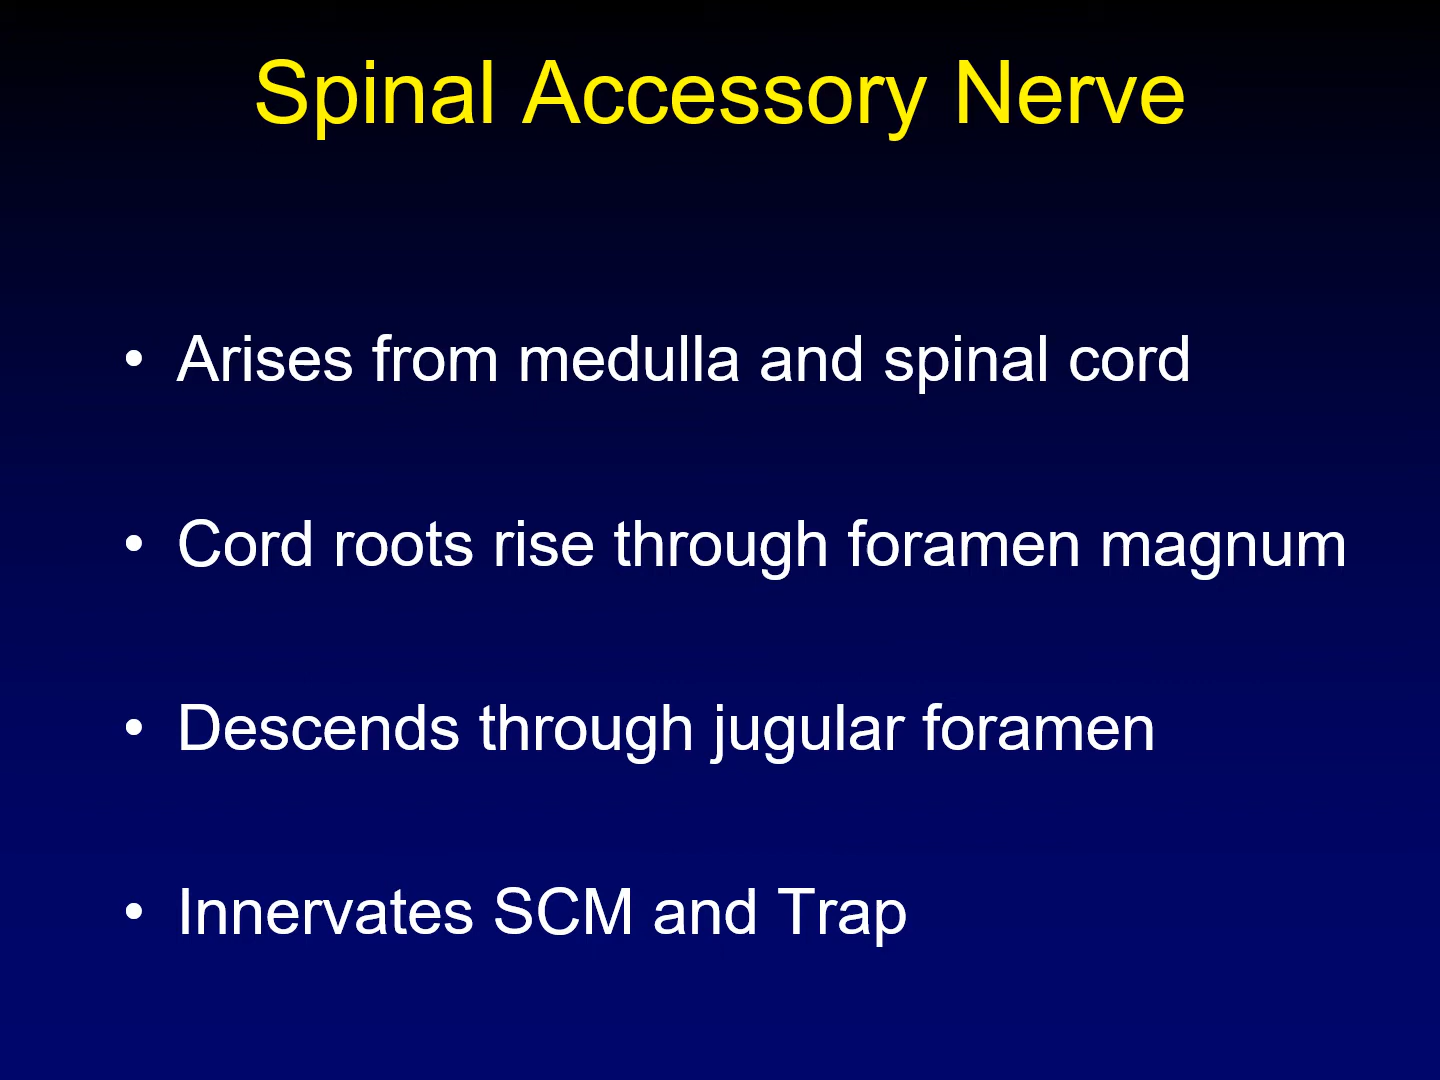 Spinal Accessory Nerve
• Arises from medulla and spinal cord
• Cord roots rise through foramen magnum
• Descends through jugular foramen
• Innervates SCM and Trap